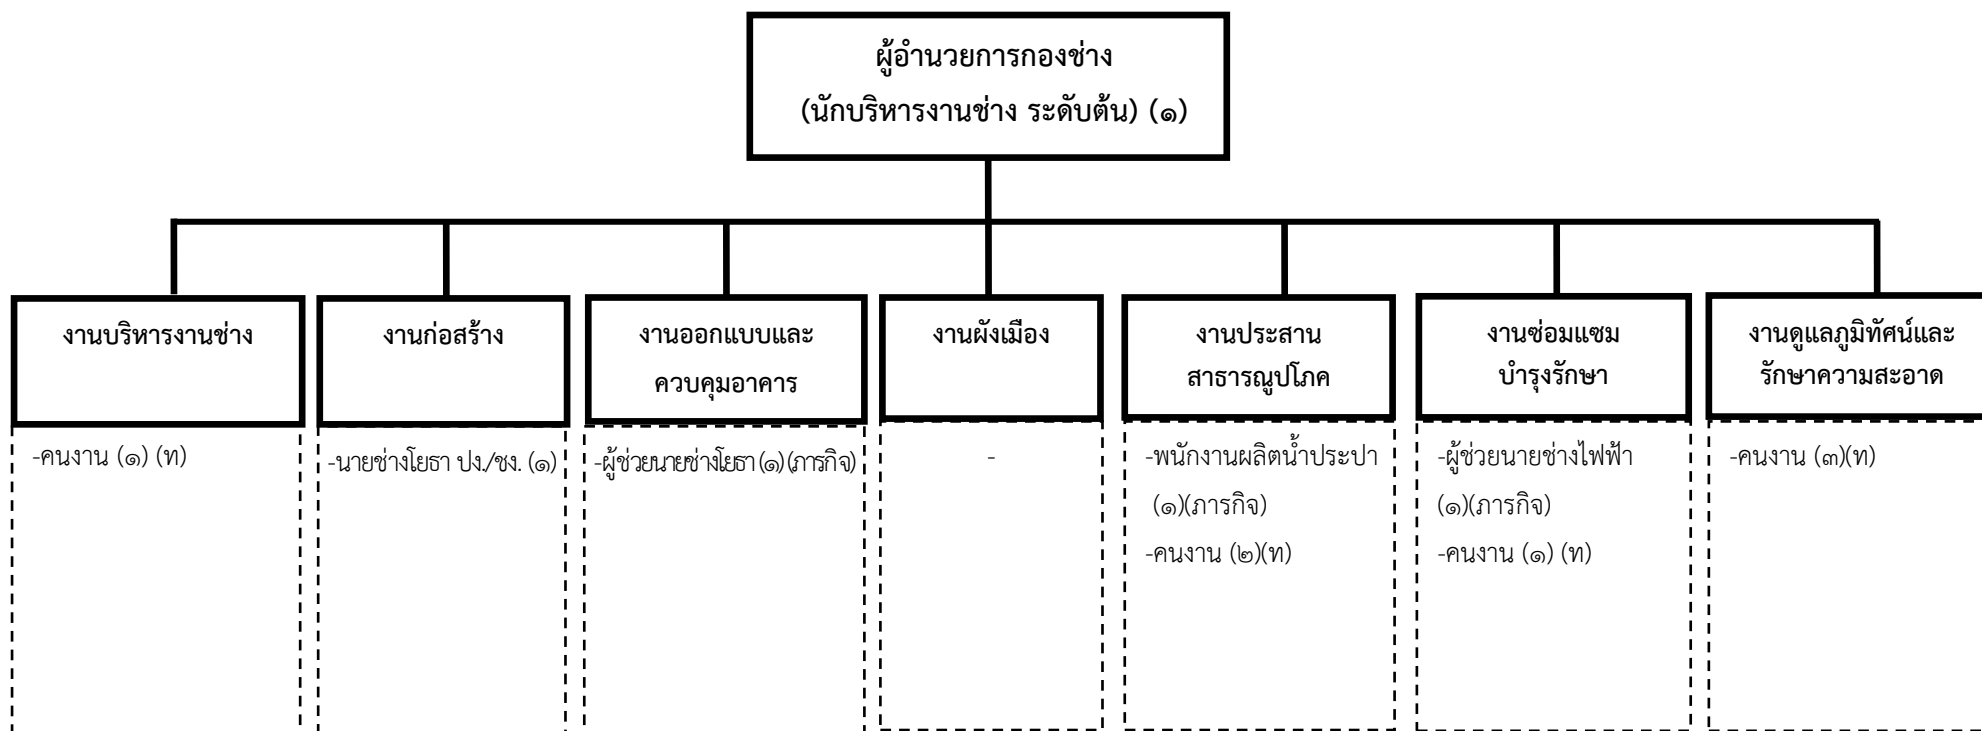 ผู้อำนวยการกองช่าง
(นักบริหารงานช่าง ระดับต้น) (๑)
งานบริหารงานช่าง
งานก่อสร้าง
งานออกแบบและ
ควบคุมอาคาร
งานผังเมือง
งานประสาน
สาธารณูปโภค
งานซ่อมแซม
บำรุงรักษา
งานดูแลภูมิทัศน์และ
รักษาความสะอาด
-คนงาน (๑) (ท)
-นายช่างโยธา ปง./ชง. (๑)
-ผู้ช่วยนายช่างโยธา(๑)(ภารกิจ)
-
-พนักงานผลิตน้ำประปา
(๑)(ภารกิจ)
-คนงาน (๒)(ท)
-ผู้ช่วยนายช่างไฟฟ้า
(๑)(ภารกิจ)
-คนงาน (๑) (ท)
-คนงาน (๓)(ท)